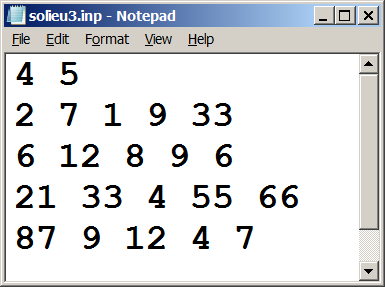 solieu3.inp - Notepad
File Edit Format View Help
4 5
2 7 1 9 33
6 12 8 9 6
21 33 4 55 66
87 9 12 4 7